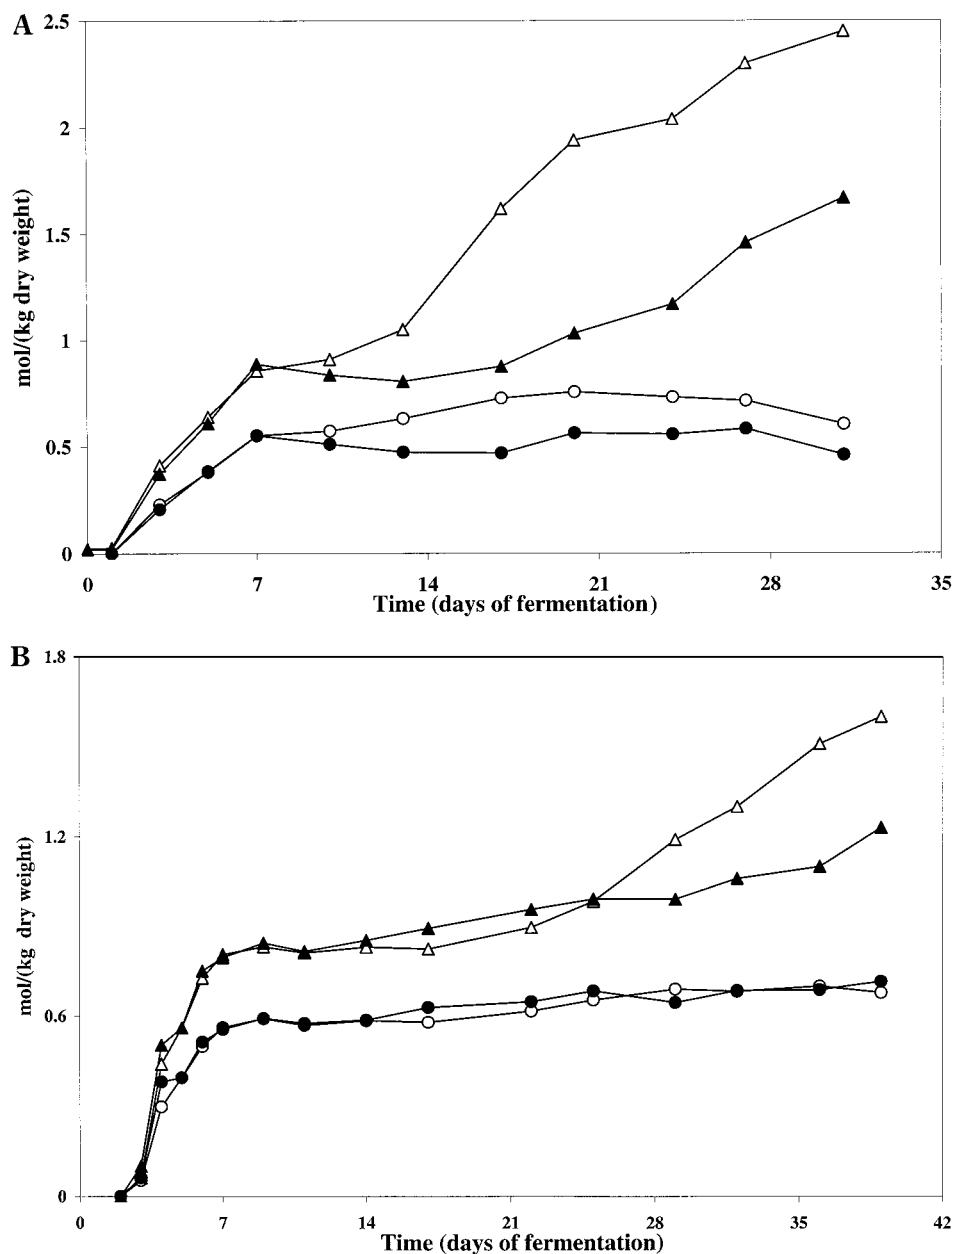 A
2.5
2
1.5
1
0.5
0
mol/(kg dry weight)
0 7 14 21 28 35
Time (days of fermentation)
B
1.8
1.2
0.6
0
mol/(kg dry weight)
0 7 14 21 28 35 42
Time (days of fermentation)